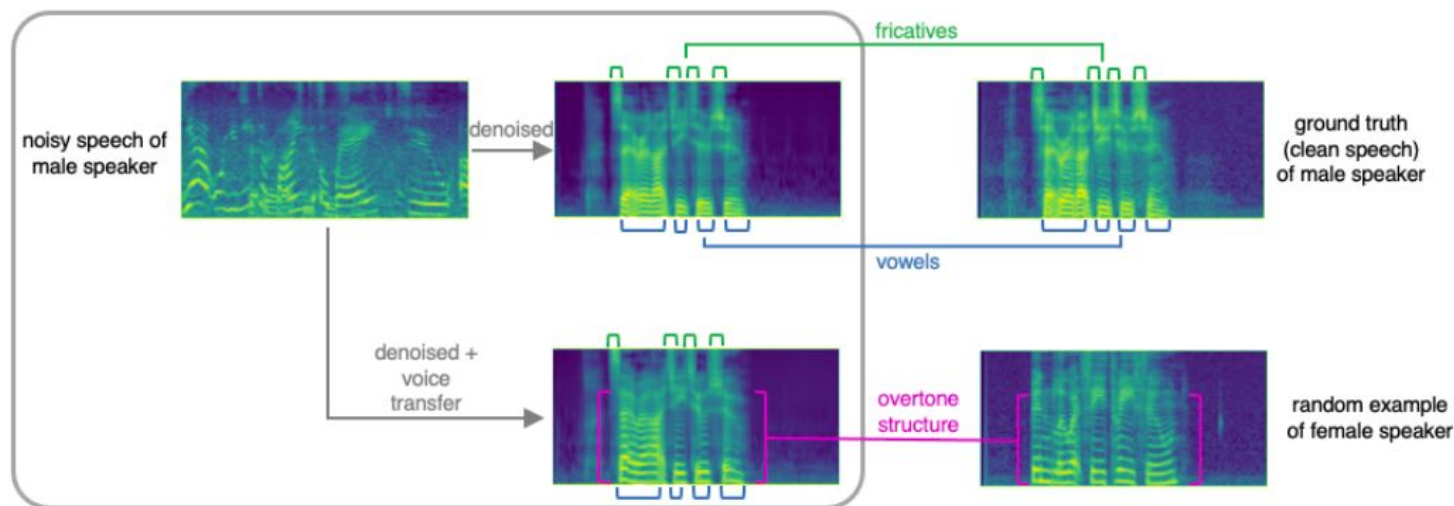 fricatives
noisy speech of
male speaker
denoised
ground truth
(clean speech)
of male speaker
vowels
denoised +
voice
transfer
overtone
structure
random example
of female speaker